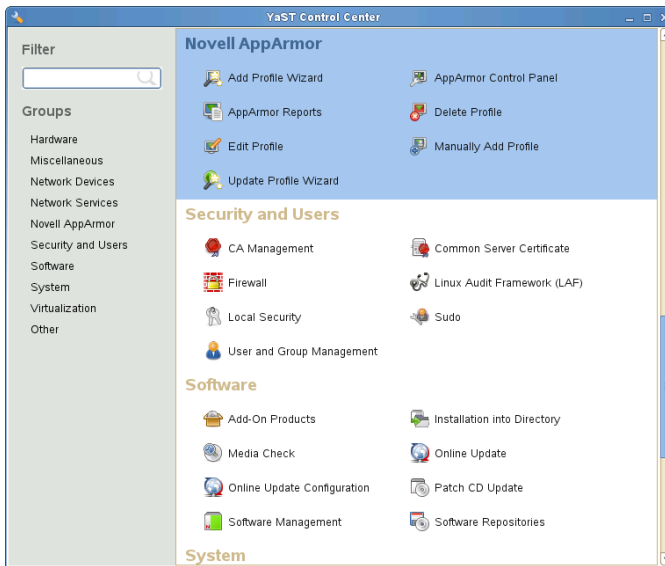 YaST Control Center
Filter
Groups
Hardware
Miscellaneous
Network Devices
Network Services
Novell AppArmor
Security and Users
Software
System
Virtualization
Other
Novell AppArmor
Add Profile Wizard
AppArmor Control Panel
AppArmor Reports
Delete Profile
Edit Profile
Manually Add Profile
Update Profile Wizard
Security and Users
CA Management
Common Server Certificate
Firewall
Linux Audit Framework (LAF)
Local Security
Sudo
User and Group Management
Software
Add-On Products
Installation into Directory
Media Check
Online Update
Online Update Configuration
Patch CD Update
Software Management
Software Repositories
System